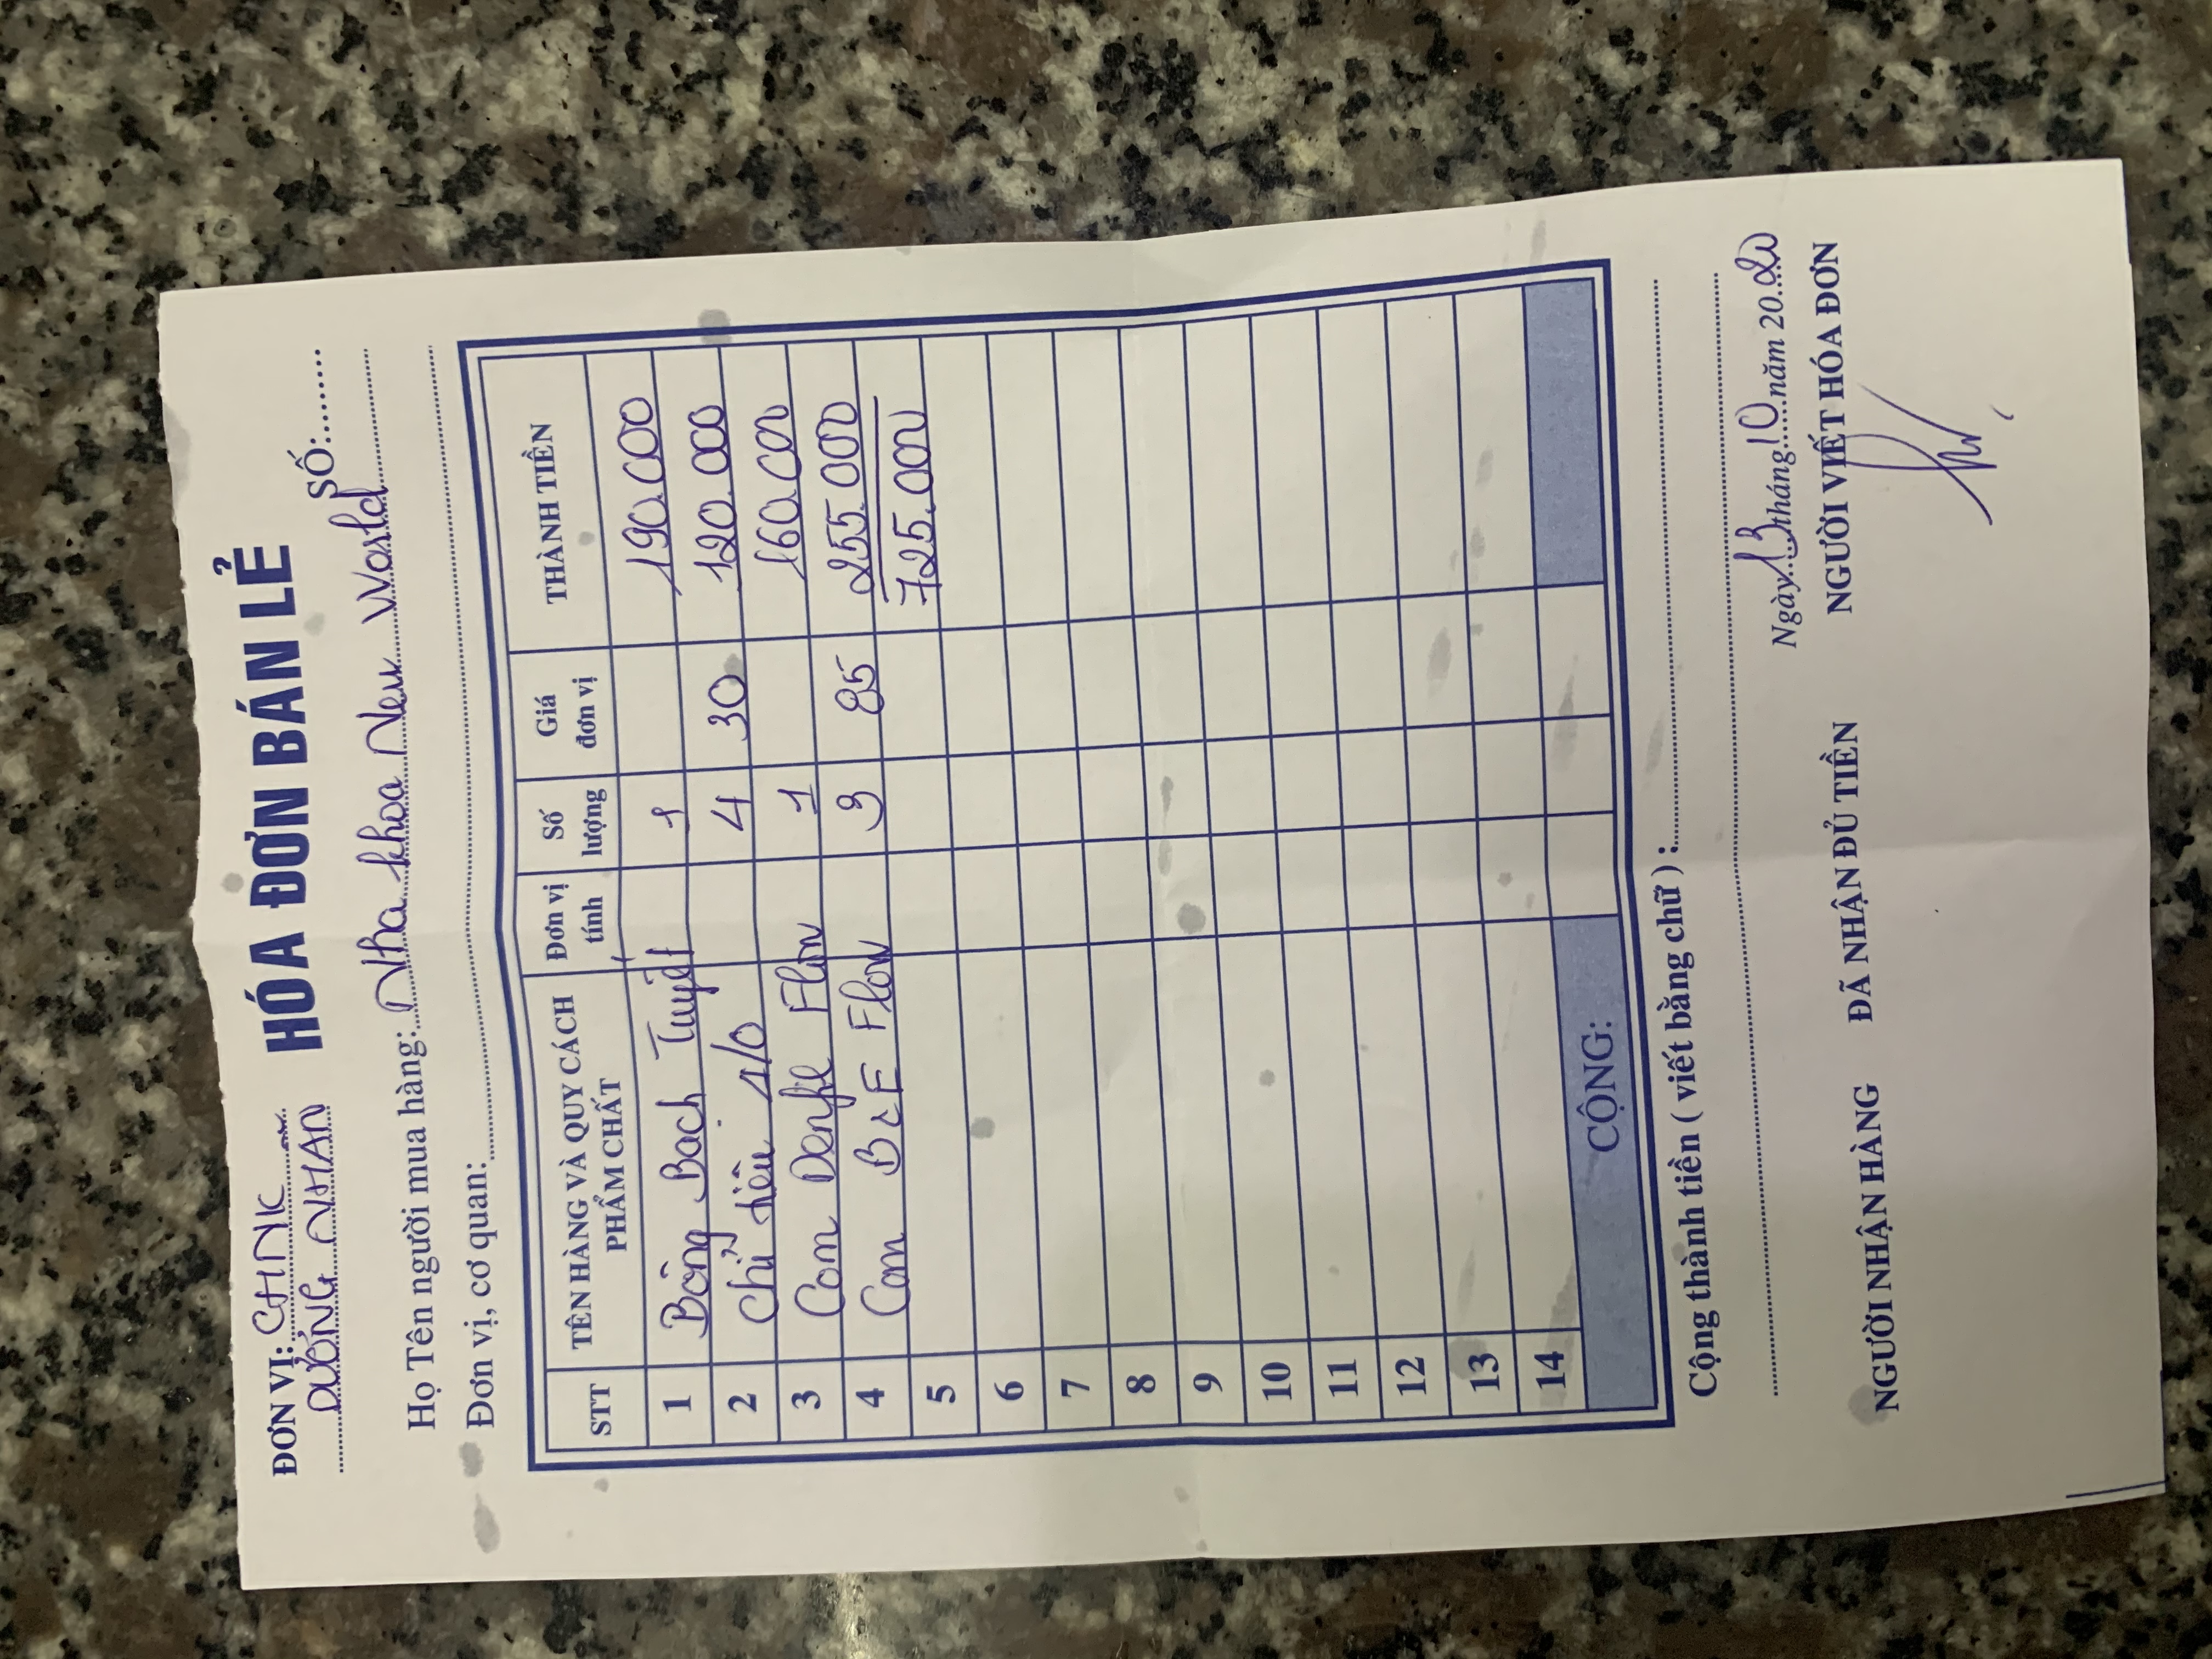 HÓA ĐƠN BÁN LẺ
ĐƠN VỊ: CHNK
DƯỠNG NHAN
SỐ:........
Họ Tên người mua hàng: Nha khoa New World
Đơn vị, cơ quan:
STT TÊN HÀNG VÀ QUY CÁCH PHẨM CHẤT Đơn vị tính Số lượng Giá đơn vị THÀNH TIỀN
1 Bông Bạch Tuyết 1 190.000
2 Chỉ tiêu 1/0 4 30 120.000
3 Com Denfil Flow 1 160.000
4 Com B&E Flow 3 85 255.000
5 725.000
6
7
8
9
10
11
12
13
14
CỘNG:
Cộng thành tiền ( viết bằng chữ ) :
Ngày 13 tháng 10 năm 20 20
NGƯỜI NHẬN HÀNG ĐÃ NHẬN ĐỦ TIỀN NGƯỜI VIẾT HÓA ĐƠN